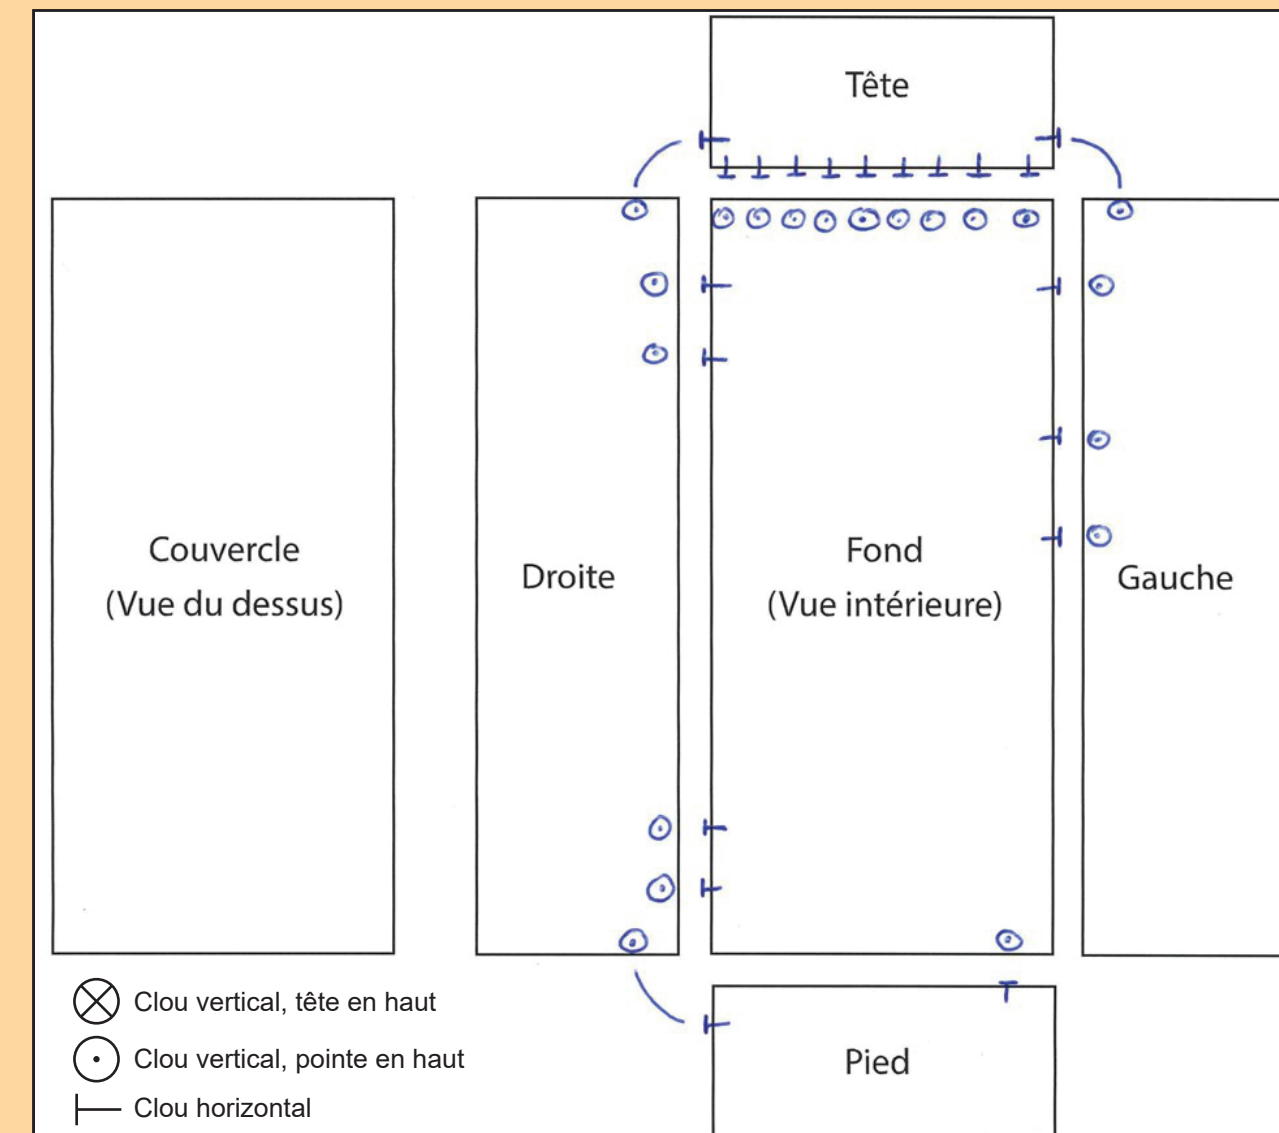 Tête
Couvercle
(Vue du dessus)
Droite
Fond
(Vue intérieure)
Gauche
Clou vertical, tête en haut
Clou vertical, pointe en haut
Clou horizontal
Pied